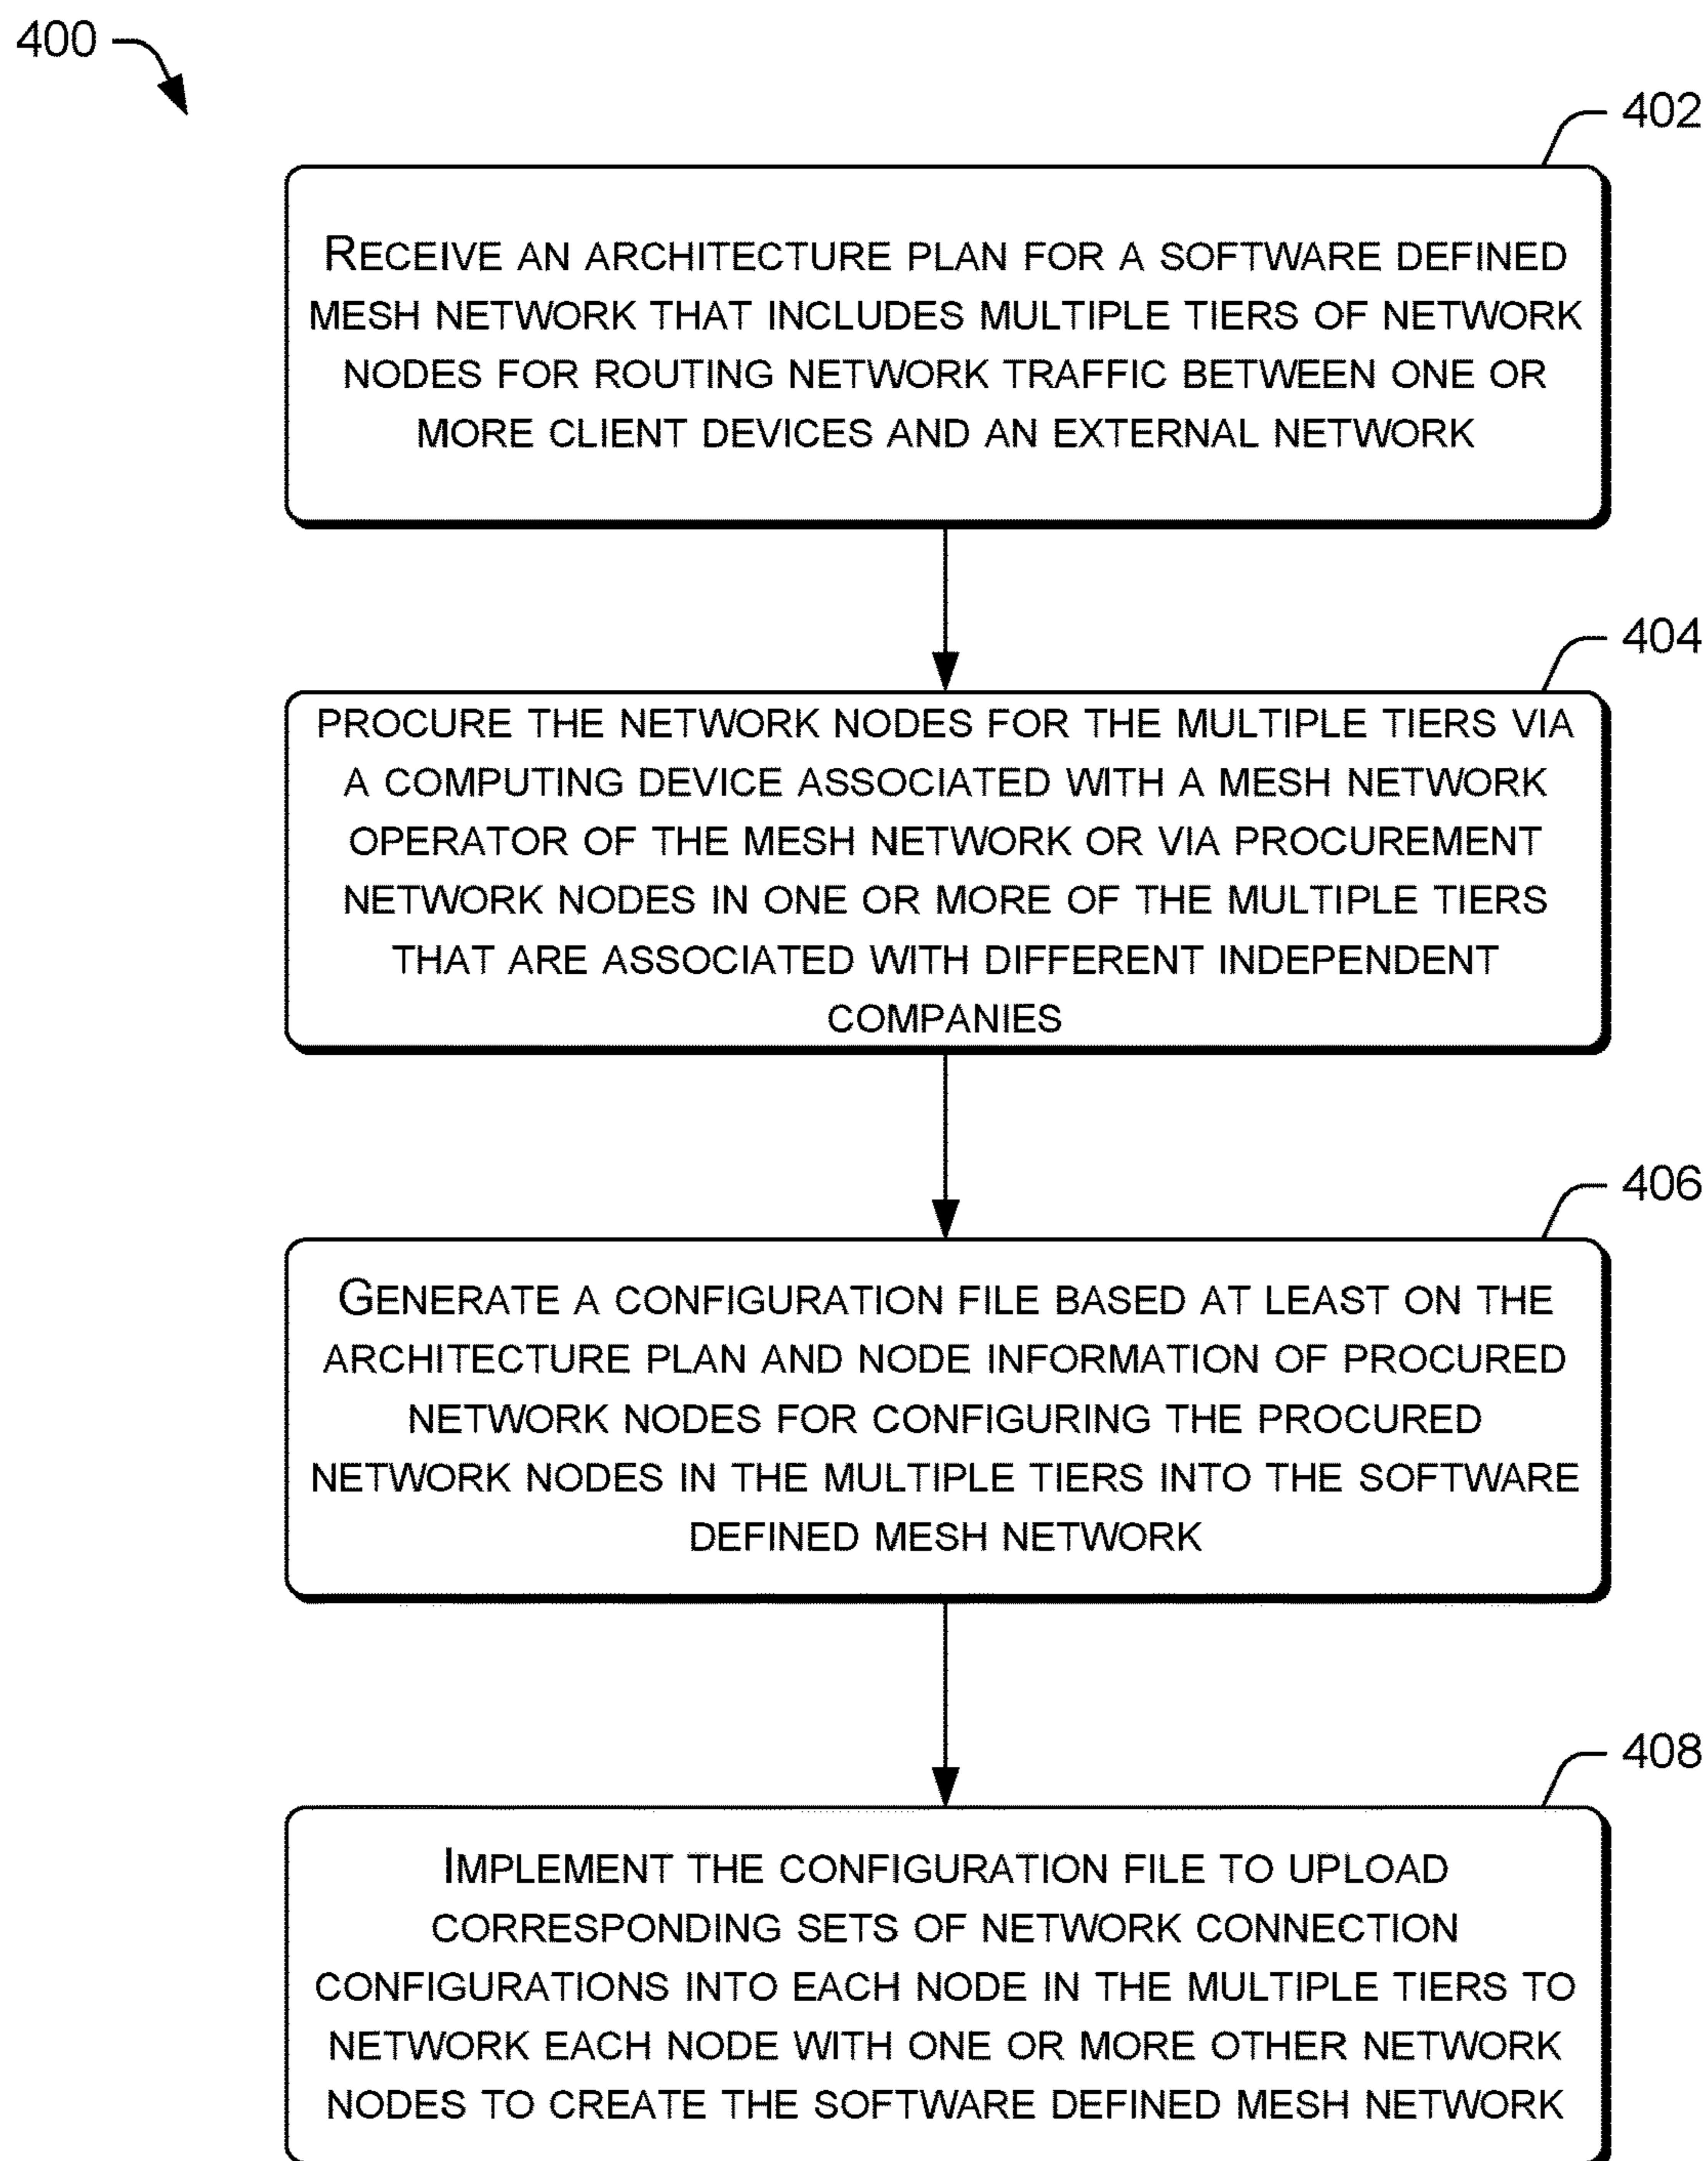 400
402
RECEIVE AN ARCHITECTURE PLAN FOR A SOFTWARE DEFINED
MESH NETWORK THAT INCLUDES MULTIPLE TIERS OF NETWORK
NODES FOR ROUTING NETWORK TRAFFIC BETWEEN ONE OR
MORE CLIENT DEVICES AND AN EXTERNAL NETWORK
404
PROCURE THE NETWORK NODES FOR THE MULTIPLE TIERS VIA
A COMPUTING DEVICE ASSOCIATED WITH A MESH NETWORK
OPERATOR OF THE MESH NETWORK OR VIA PROCUREMENT
NETWORK NODES IN ONE OR MORE OF THE MULTIPLE TIERS
THAT ARE ASSOCIATED WITH DIFFERENT INDEPENDENT
COMPANIES
406
GENERATE A CONFIGURATION FILE BASED AT LEAST ON THE
ARCHITECTURE PLAN AND NODE INFORMATION OF PROCURED
NETWORK NODES FOR CONFIGURING THE PROCURED
NETWORK NODES IN THE MULTIPLE TIERS INTO THE SOFTWARE
DEFINED MESH NETWORK
408
IMPLEMENT THE CONFIGURATION FILE TO UPLOAD
CORRESPONDING SETS OF NETWORK CONNECTION
CONFIGURATIONS INTO EACH NODE IN THE MULTIPLE TIERS TO
NETWORK EACH NODE WITH ONE OR MORE OTHER NETWORK
NODES TO CREATE THE SOFTWARE DEFINED MESH NETWORK